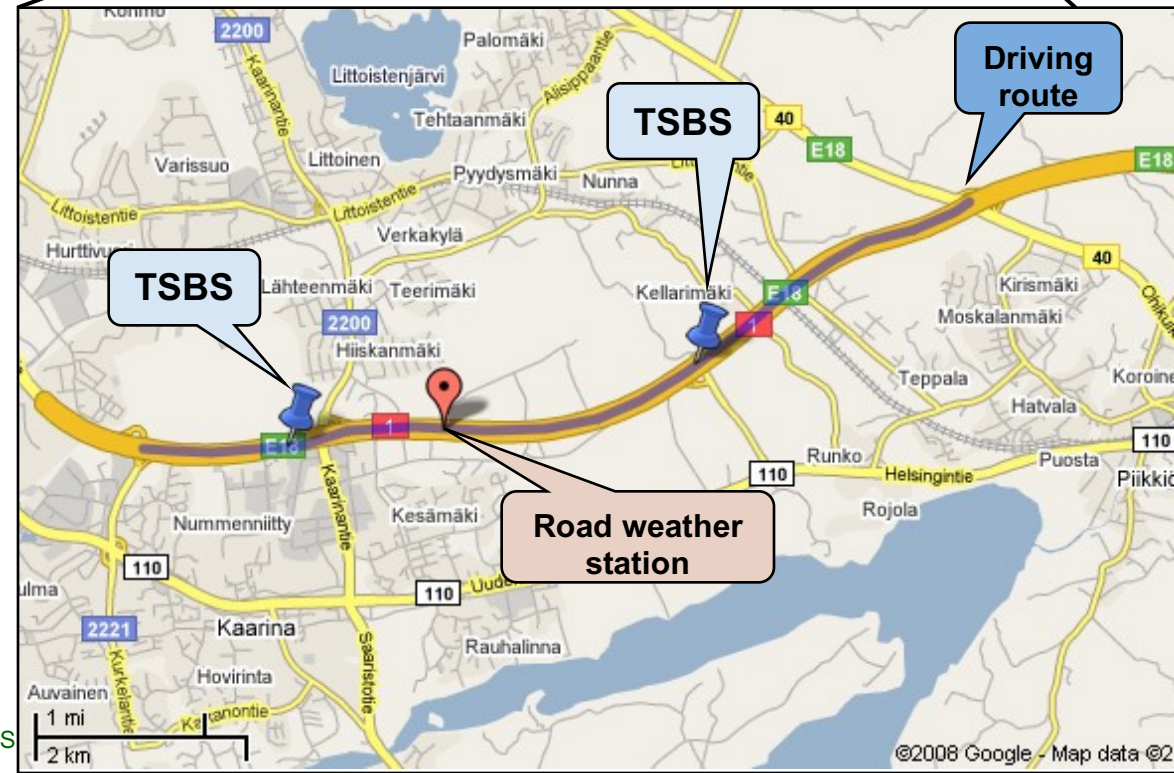 Kohmo
2200
Palomäki
Littoistenjärvi
Kaarinantie
Alisippaantie
Driving
route
TSBS
Tehtaanmäki
40
E18
E18
Varissuo
Littoinen
Pyydysmäki
Nunna
Littoistentie
Littoistentie
Verkakylä
40
TSBS
Lähteenmäki
Teerimäki
Kellarimäki
E18
Kirismäki
2200
1
Moskalanmäki
Hiiskanmäki
Teppala
Hatvala
1
E18
110
Kaarinantie
Runko
Puosta
110
Helsingintie
Nummenniitty
Kesämäki
Road weather
station
Rojola
110
110
2221
Kaarina
Rauhalinna
Saaristotie
Hovirinta
Kurkelantie
Auvainen
1 mi
2 km
S
©2008 Google - Map data ©2